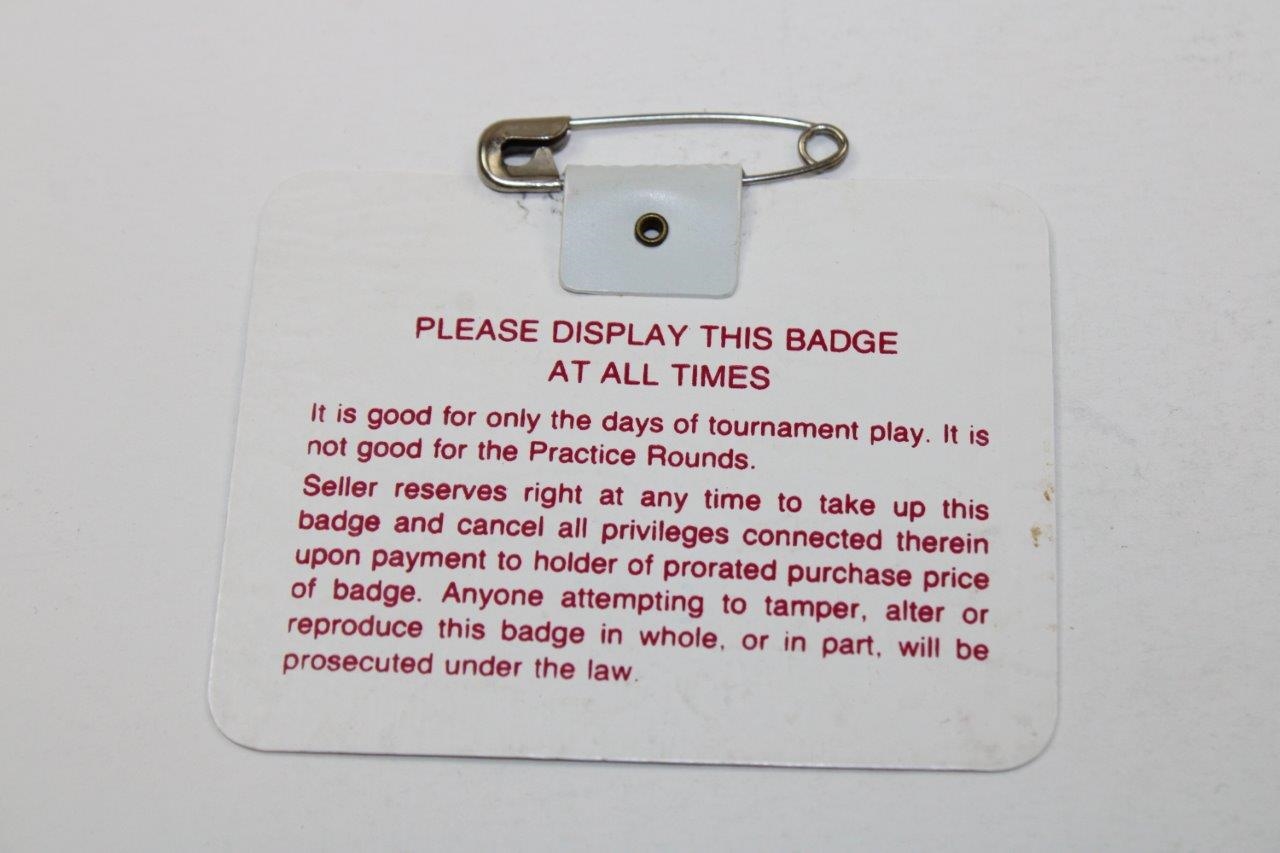 PLEASE DISPLAY THIS BADGE
AT ALL TIMES
It is good for only the days of tournament play. It is
not good for the Practice Rounds.
Seller reserves right at any time to take up this
badge and cancel all privileges connected therein
upon payment to holder of prorated purchase price
of badge. Anyone attempting to tamper, alter or
reproduce this badge in whole, or in part, will be
prosecuted under the law.